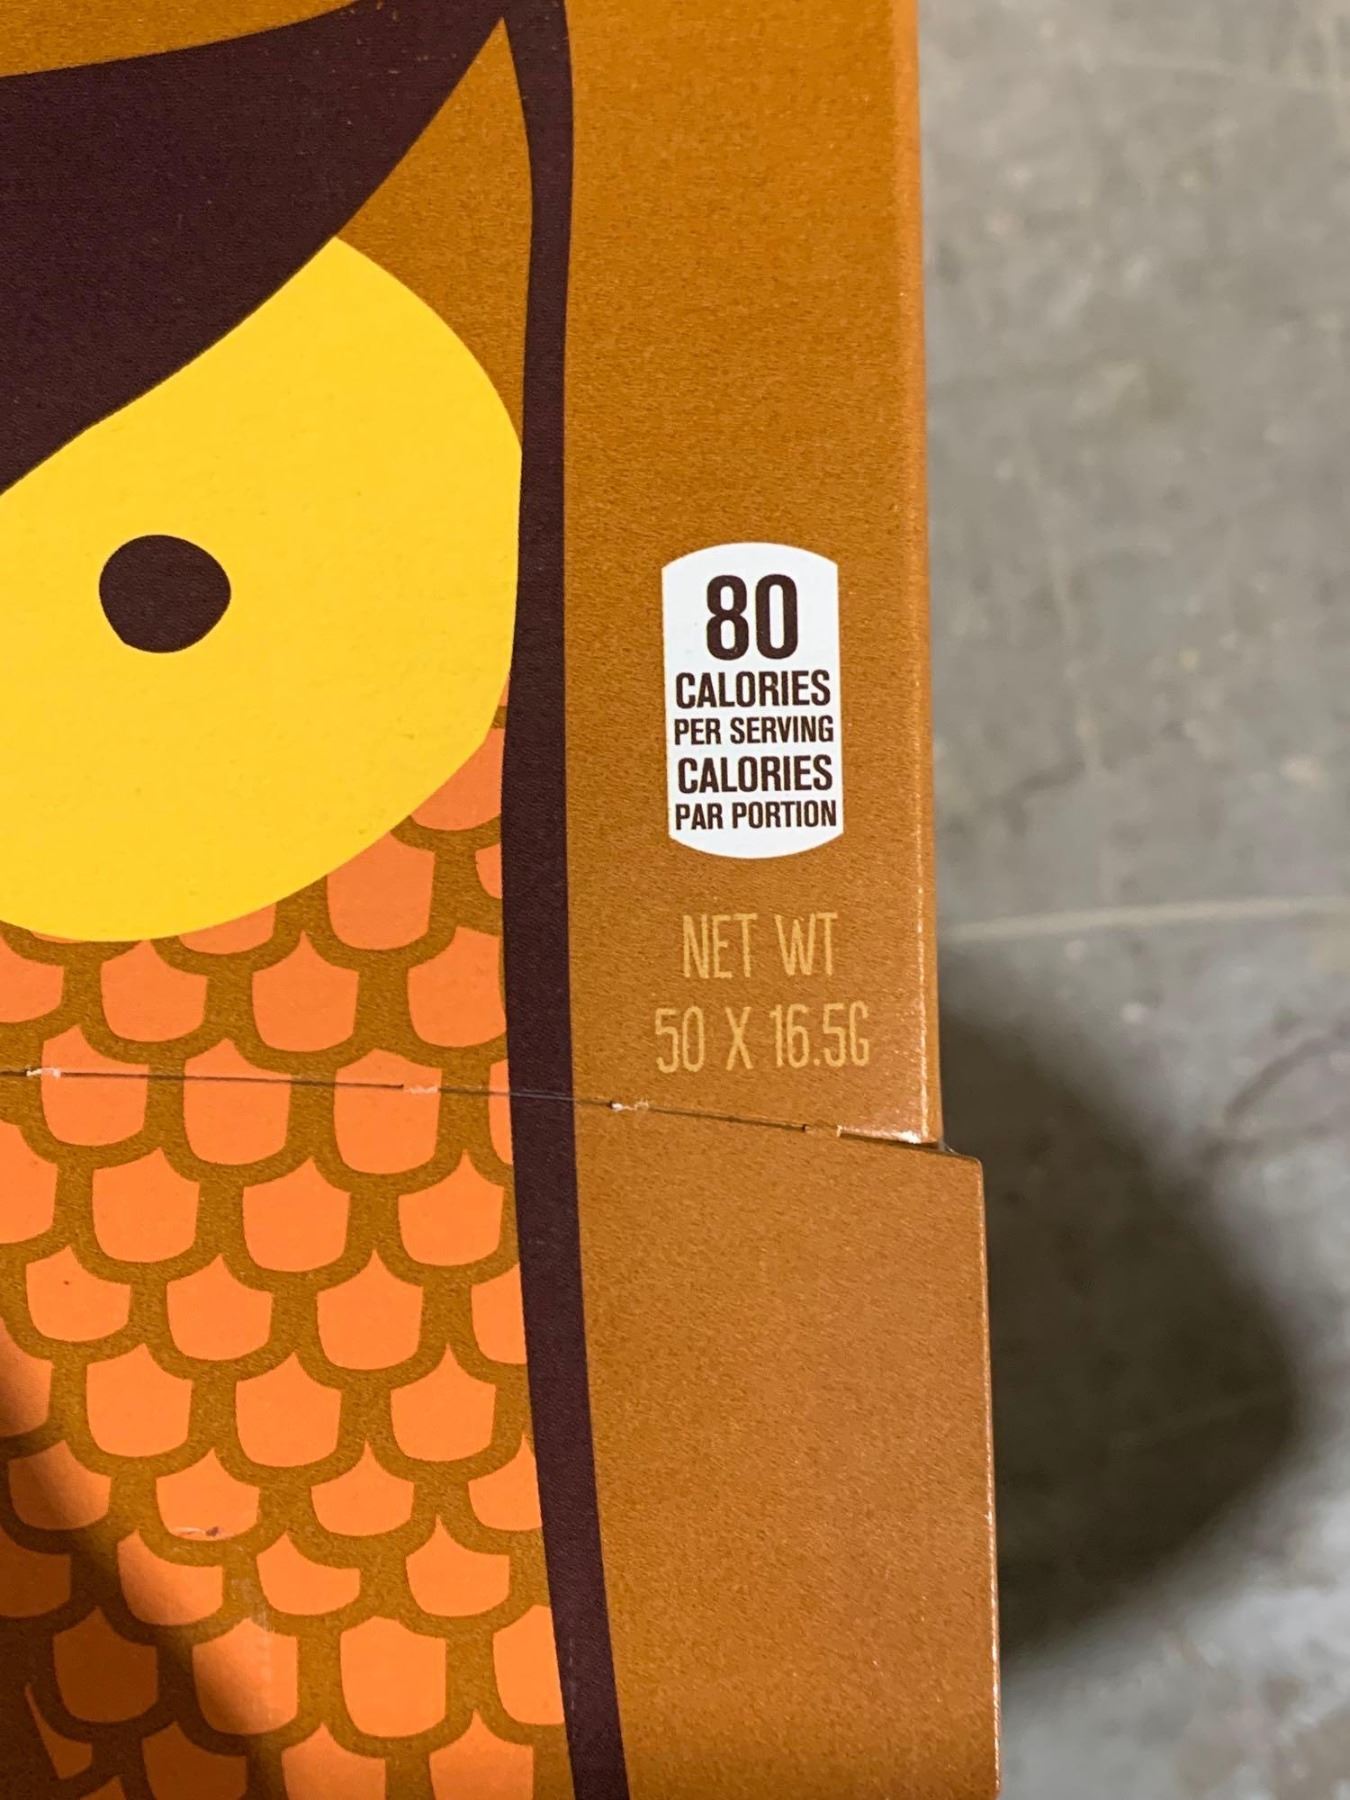 80
CALORIES
PER SERVING
CALORIES
PAR PORTION
NET WT
50 X 16.5G